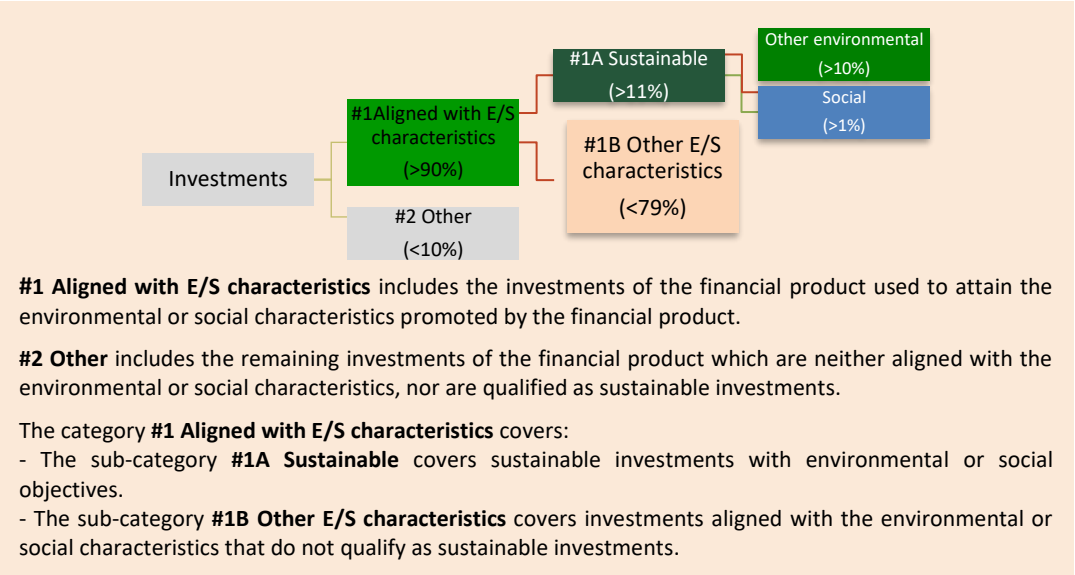 Other environmental
(>10%)
#1A Sustainable
(>11%)
Social
(>1%)
#1Aligned with E/S
characteristics
(>90%)
#1B Other E/S
characteristics
(<79%)
Investments
#2 Other
(<10%)
#1 Aligned with E/S characteristics includes the investments of the financial product used to attain the
environmental or social characteristics promoted by the financial product.
#2 Other includes the remaining investments of the financial product which are neither aligned with the
environmental or social characteristics, nor are qualified as sustainable investments.
The category #1 Aligned with E/S characteristics covers:
- The sub-category #1A Sustainable covers sustainable investments with environmental or social
objectives.
- The sub-category #1B Other E/S characteristics covers investments aligned with the environmental or
social characteristics that do not qualify as sustainable investments.